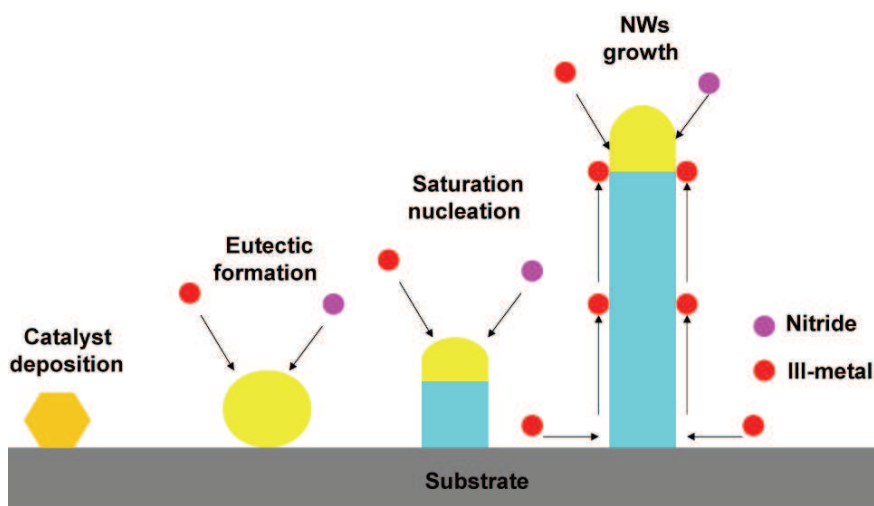 NWs
growth
Saturation
nucleation
Eutectic
formation
Catalyst
deposition
Nitride
III-metal
Substrate